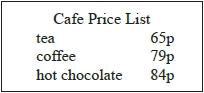 Cafe Price List
tea 65p
coffee 79p
hot chocolate 84p